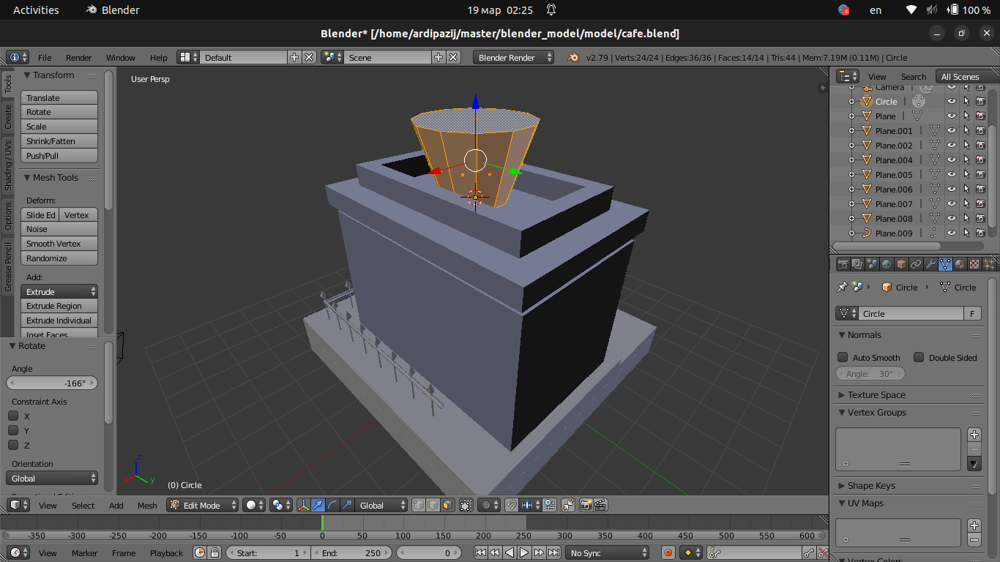 Activities Blender 19 мар 02:25 en 100 %
Blender* [/home/ardipazij/master/blender_model/model/cafe.blend]
File Render Window Help Default Scene Blender Render v2.79 | Verts:24/24 | Edges:36/36 | Faces:14/14 | Tris:44 | Mem:7.19M (0.11M) | Circle
Tools
Create
Shading / UVs
Options
Grease Pencil
Transform
Translate
Rotate
Scale
Shrink/Fatten
Push/Pull
Mesh Tools
Deform:
Slide Ed Vertex
Noise
Smooth Vertex
Randomize
Add:
Extrude
Extrude Region
Extrude Individual
Inset Faces
Rotate
Angle
-166°
Constraint Axis
X
Y
Z
Orientation
Global
User Persp
z
y
(0) Circle
View Search All Scenes
Camera
Circle
Plane
Plane.001
Plane.002
Plane.004
Plane.005
Plane.006
Plane.007
Plane.008
Plane.009
Circle Circle
Circle F
Normals
Auto Smooth Double Sided
Angle: 30°
Texture Space
Vertex Groups
Shape Keys
UV Maps
Vertex Colors
View Select Add Mesh Edit Mode Global
-350 -300 -250 -200 -150 -100 -50 0 50 100 150 200 250 300 350 400 450 500 550 600
View Marker Frame Playback Start: 1 End: 250 0 No Sync